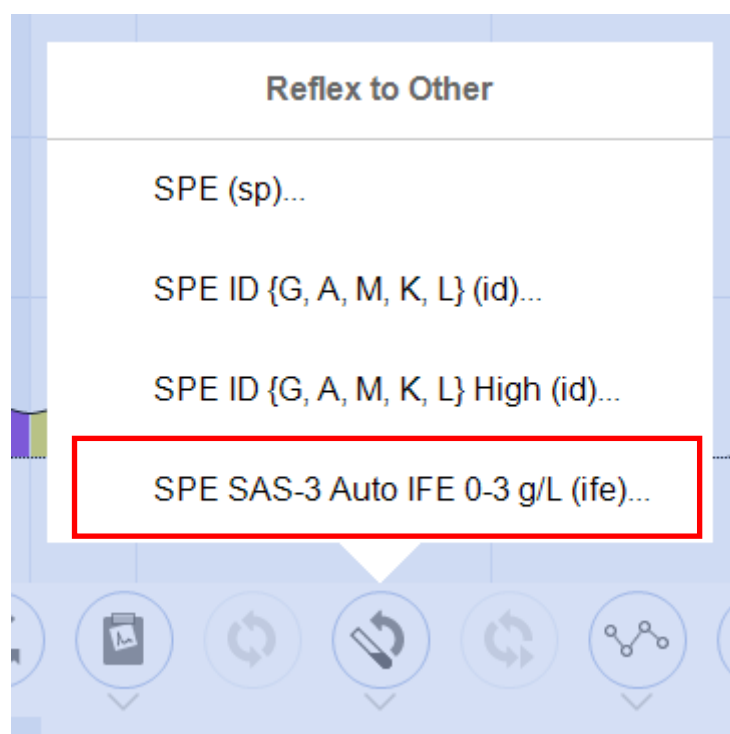 Reflex to Other
SPE (sp)...
SPE ID {G, A, M, K, L} (id)...
SPE ID {G, A, M, K, L} High (id)...
SPE SAS-3 Auto IFE 0-3 g/L (ife)...